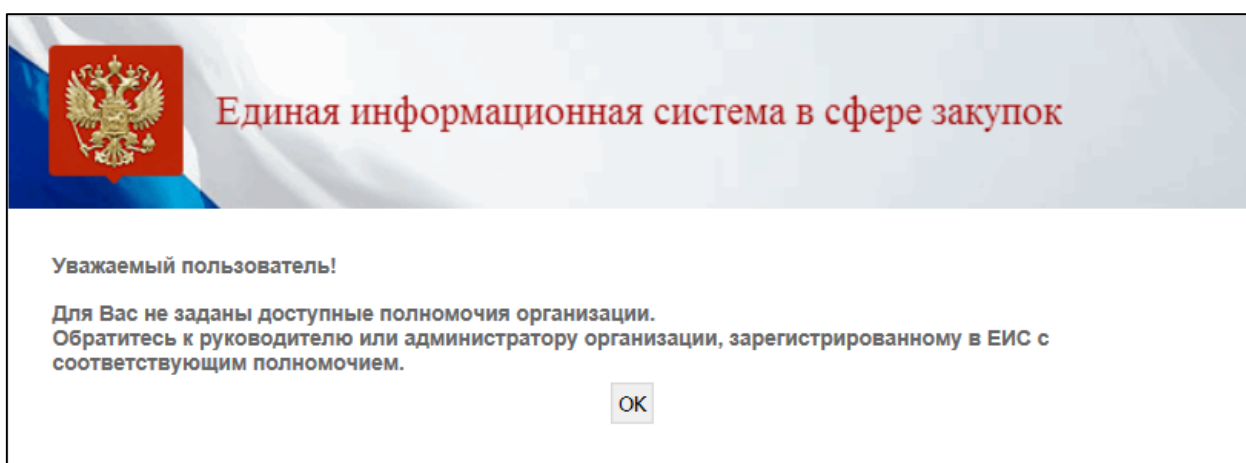 Единая информационная система в сфере закупок
Уважаемый пользователь!
Для Вас не заданы доступные полномочия организации.
Обратитесь к руководителю или администратору организации, зарегистрированному в ЕИС с
соответствующим полномочием.
OK